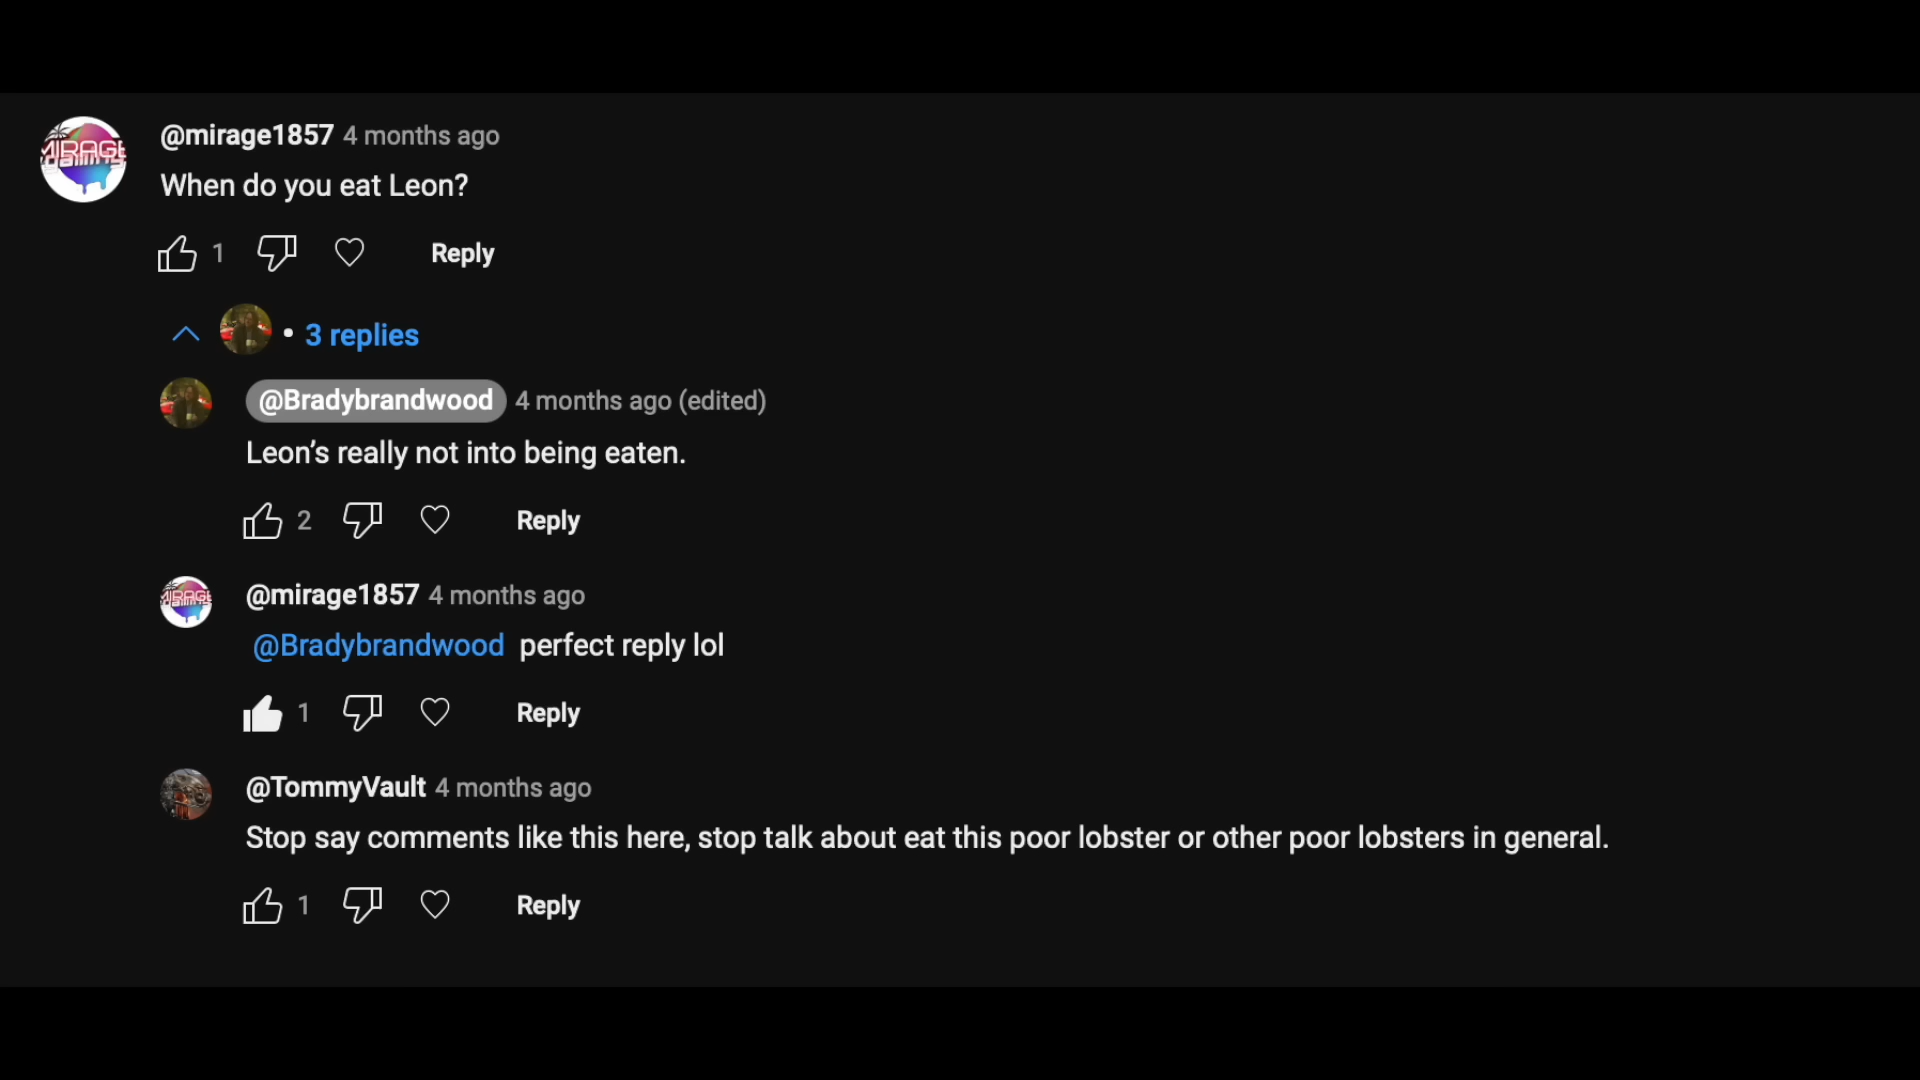 MIRAGE
@mirage1857 4 months ago
When do you eat Leon?
1 Reply
• 3 replies
@Bradybrandwood 4 months ago (edited)
Leon’s really not into being eaten.
2 Reply
MIRAGE
@mirage1857 4 months ago
@Bradybrandwood perfect reply lol
1 Reply
@TommyVault 4 months ago
Stop say comments like this here, stop talk about eat this poor lobster or other poor lobsters in general.
1 Reply